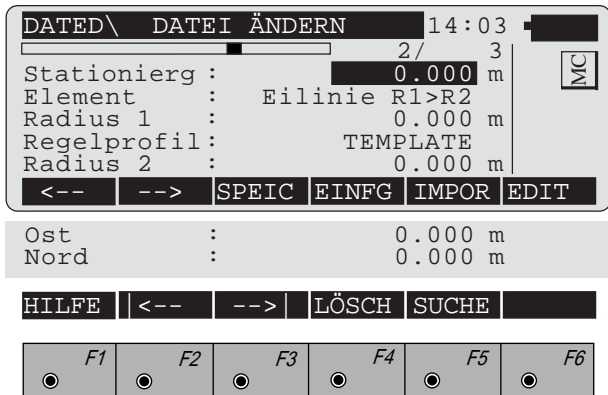 DATED\ DATEI ÄNDERN 14:03
2/ 3
MC
Stationierg : 0.000 m
Element : Eilinie R1>R2
Radius 1 : 0.000 m
Regelprofil: TEMPLATE
Radius 2 : 0.000 m
<-- --> SPEIC EINFG IMPOR EDIT
Ost : 0.000 m
Nord : 0.000 m
HILFE |<-- -->| LÖSCH SUCHE
F1 F2 F3 F4 F5 F6